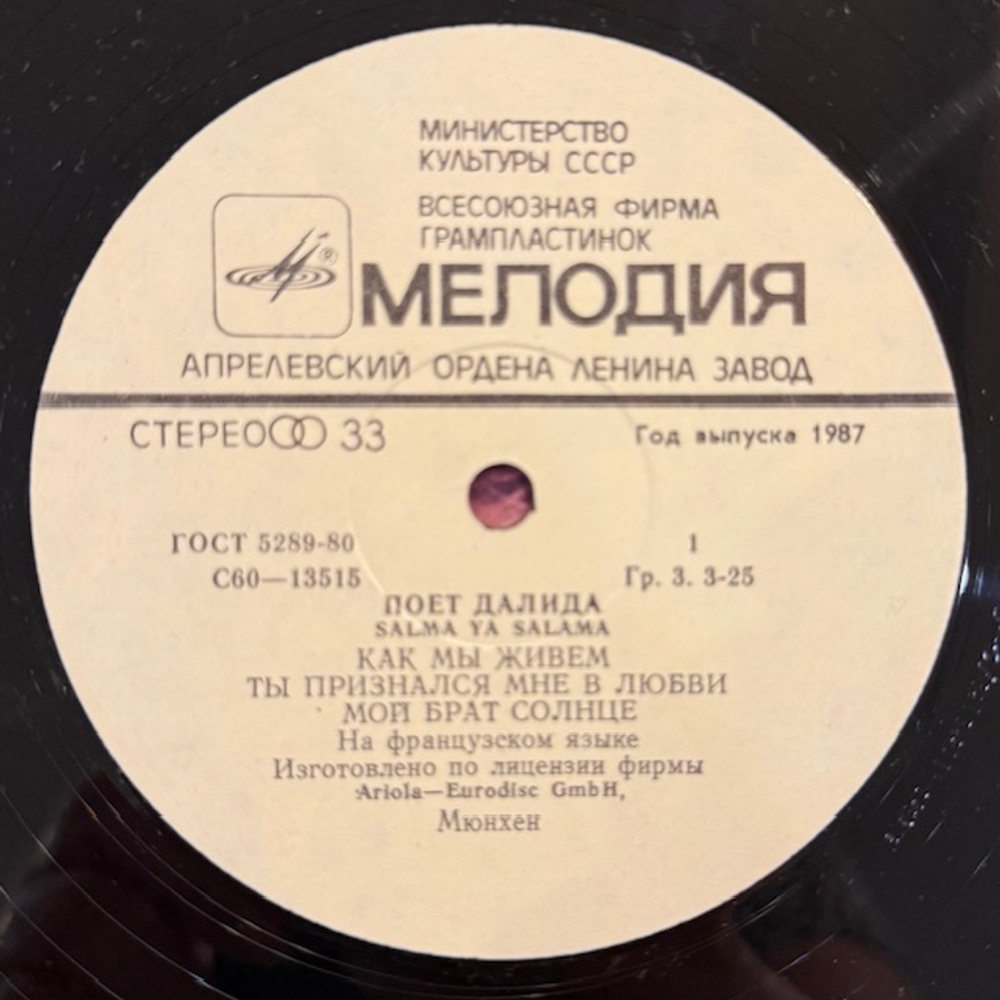 МИНИСТЕРСТВО
КУЛЬТУРЫ СССР
ВСЕСОЮЗНАЯ ФИРМА
ГРАМПЛАСТИНОК
®
МЕЛОДИЯ
АПРЕЛЕВСКИЙ ОРДЕНА ЛЕНИНА ЗАВОД
СТЕРЕО 33
Год выпуска 1987
ГОСТ 5289-80
1
С60—13515
Гр. 3. 3-25
ПОЕТ ДАЛИДА
SALMA YA SALAMA
КАК МЫ ЖИВЕМ
ТЫ ПРИЗНАЛСЯ МНЕ В ЛЮБВИ
МОЙ БРАТ СОЛНЦЕ
На французском языке
Изготовлено по лицензии фирмы
Ariola—Eurodisc GmbH,
Мюнхен